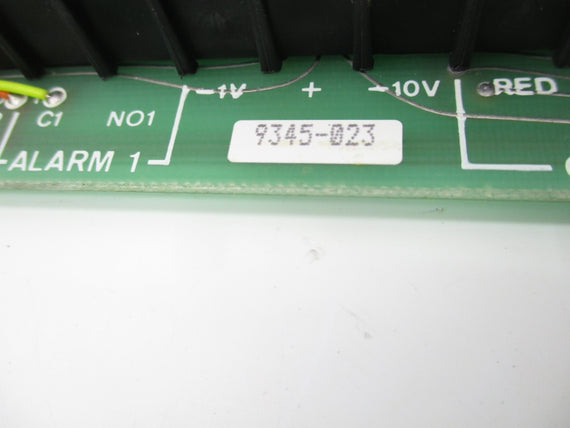 -1V + -10V RED
C1 NO1
9345-023
ALARM 1